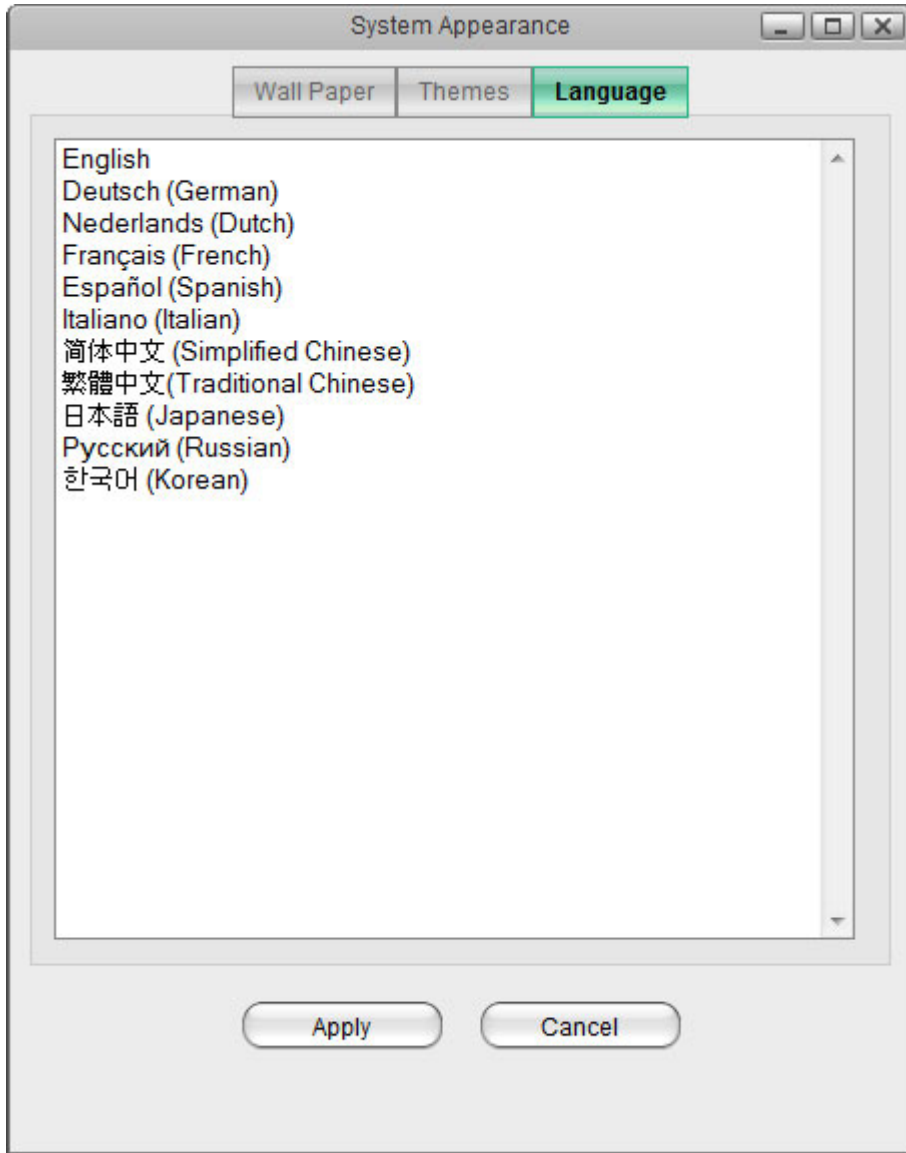 System Appearance
Wall Paper Themes Language
English
Deutsch (German)
Nederlands (Dutch)
Français (French)
Español (Spanish)
Italiano (Italian)
简体中文 (Simplified Chinese)
繁體中文(Traditional Chinese)
日本語 (Japanese)
Русский (Russian)
한국어 (Korean)
Apply Cancel